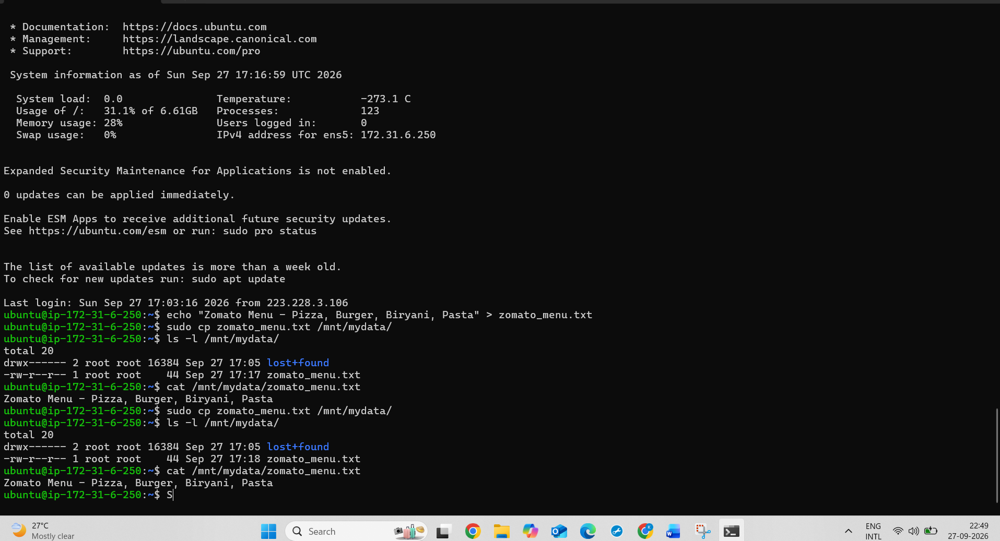 * Documentation:  https://docs.ubuntu.com
* Management:     https://landscape.canonical.com
* Support:        https://ubuntu.com/pro
System information as of Sun Sep 27 17:16:59 UTC 2026
System load:  0.0               Temperature:           -273.1 C
Usage of /:   31.1% of 6.61GB   Processes:             123
Memory usage: 28%               Users logged in:       0
Swap usage:   0%                IPv4 address for ens5: 172.31.6.250
Expanded Security Maintenance for Applications is not enabled.
0 updates can be applied immediately.
Enable ESM Apps to receive additional future security updates.
See https://ubuntu.com/esm or run: sudo pro status
The list of available updates is more than a week old.
To check for new updates run: sudo apt update
Last login: Sun Sep 27 17:03:16 2026 from 223.228.3.106
ubuntu@ip-172-31-6-250:~$ echo "Zomato Menu - Pizza, Burger, Biryani, Pasta" > zomato_menu.txt
ubuntu@ip-172-31-6-250:~$ sudo cp zomato_menu.txt /mnt/mydata/
ubuntu@ip-172-31-6-250:~$ ls -l /mnt/mydata/
total 20
drwx------ 2 root root 16384 Sep 27 17:05 lost+found
-rw-r--r-- 1 root root    44 Sep 27 17:17 zomato_menu.txt
ubuntu@ip-172-31-6-250:~$ cat /mnt/mydata/zomato_menu.txt
Zomato Menu - Pizza, Burger, Biryani, Pasta
ubuntu@ip-172-31-6-250:~$ sudo cp zomato_menu.txt /mnt/mydata/
ubuntu@ip-172-31-6-250:~$ ls -l /mnt/mydata/
total 20
drwx------ 2 root root 16384 Sep 27 17:05 lost+found
-rw-r--r-- 1 root root    44 Sep 27 17:18 zomato_menu.txt
ubuntu@ip-172-31-6-250:~$ cat /mnt/mydata/zomato_menu.txt
Zomato Menu - Pizza, Burger, Biryani, Pasta
ubuntu@ip-172-31-6-250:~$ S
27°C
Mostly clear
Search
ENG
INTL
22:49
27-09-2026